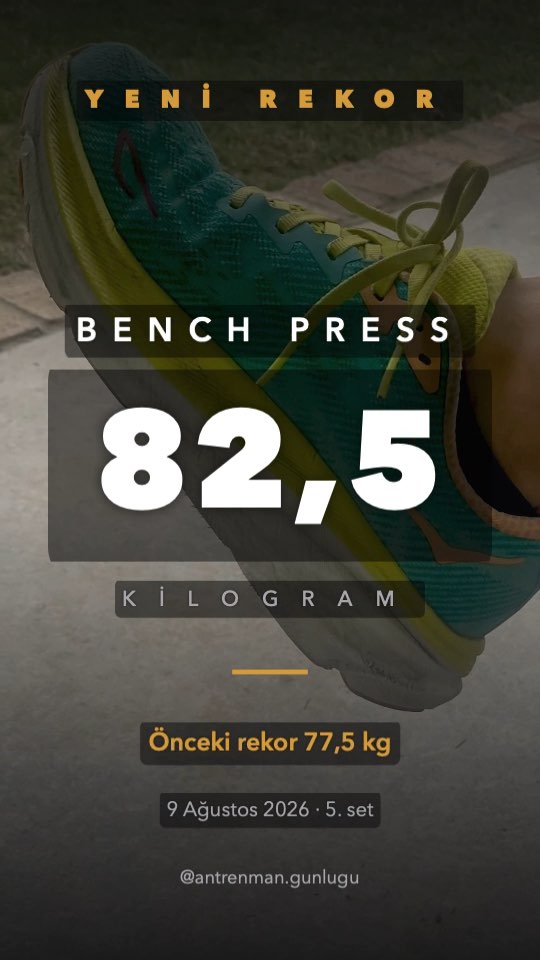 YENİ REKOR
BENCH PRESS
82,5
KİLOGRAM
Önceki rekor 77,5 kg
9 Ağustos 2026 · 5. set
@antrenman.gunlugu